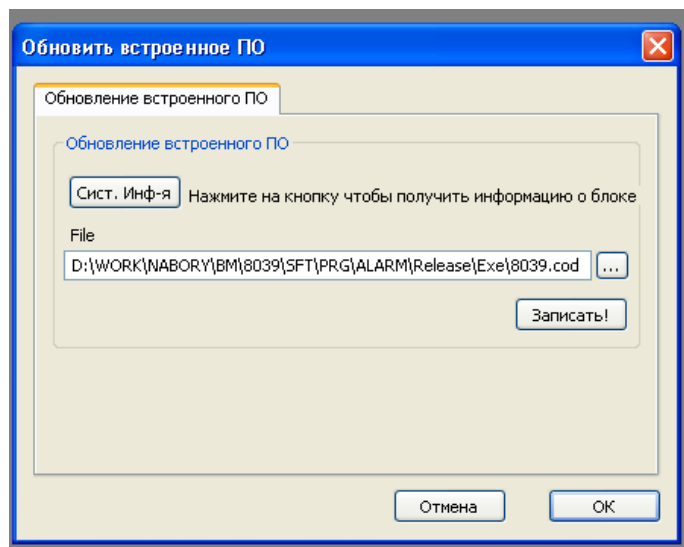 Обновить встроенное ПО
Обновление встроенного ПО
Обновление встроенного ПО
Сист. Инф-я Нажмите на кнопку чтобы получить информацию о блоке
File
D:\WORK\NABORY\BM\8039\SFT\PRG\ALARM\Release\Exe\8039.cod ...
Записать!
Отмена OK